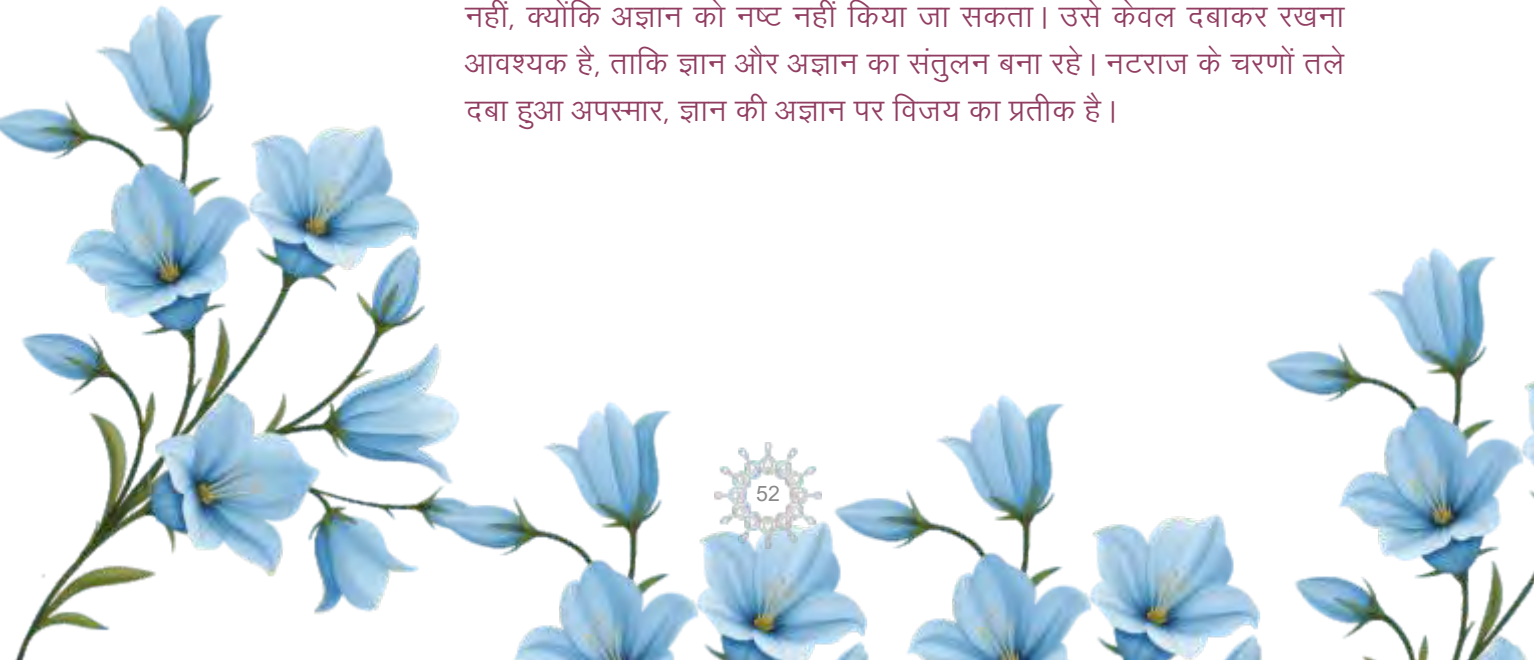 नहीं, क्योंकि अज्ञान को नष्ट नहीं किया जा सकता। उसे केवल दबाकर रखना
आवश्यक है, ताकि ज्ञान और अज्ञान का संतुलन बना रहे। नटराज के चरणों तले
दबा हुआ अपस्मार, ज्ञान की अज्ञान पर विजय का प्रतीक है।
52